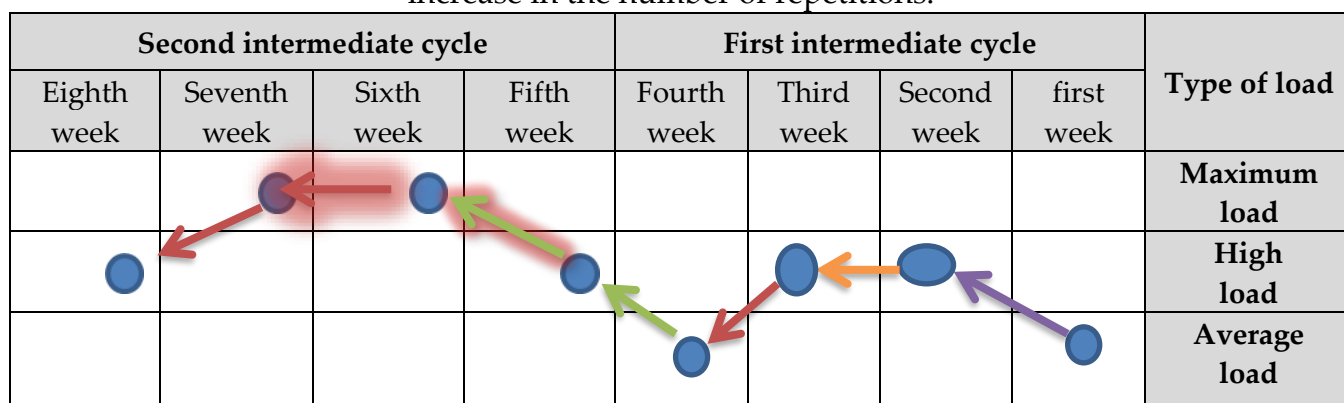 increase in the number of repetitions.
Second intermediate cycle First intermediate cycle Type of load
Eighth week Seventh week Sixth week Fifth week Fourth week Third week Second week first week
Maximum load
High load
Average load